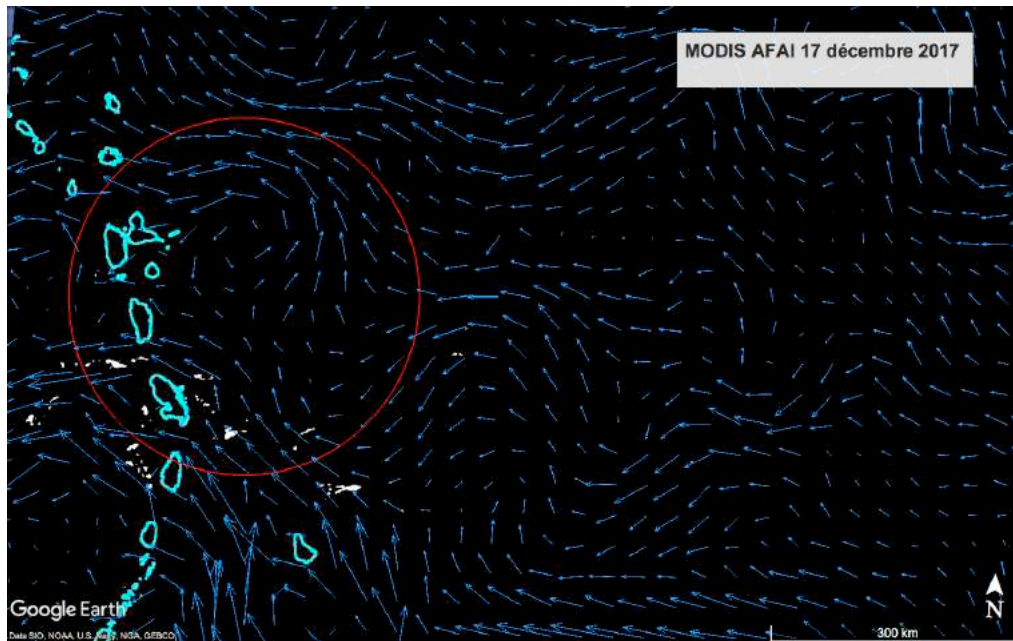 MODIS AFAI 17 décembre 2017
Google Earth
Data SIO, NOAA, U.S. Navy, NGA, GEBCO
N
300 km